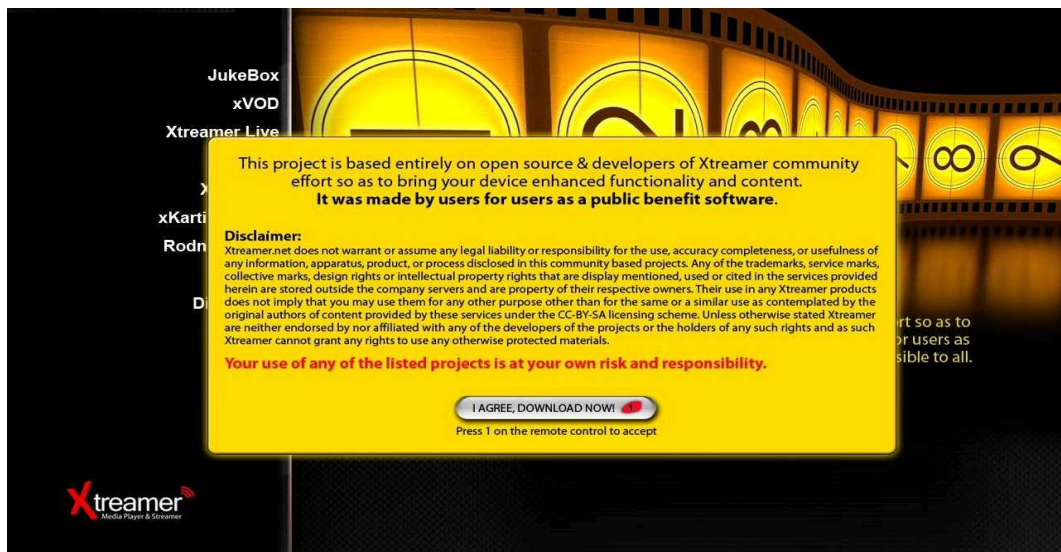 JukeBox
xVOD
Xtreamer Live
This project is based entirely on open source & developers of Xtreamer community
effort so as to bring your device enhanced functionality and content.
It was made by users for users as a public benefit software.
Disclaimer:
Xtreamer.net does not warrant or assume any legal liability or responsibility for the use, accuracy completeness, or usefulness of
any information, apparatus, product, or process disclosed in this community based projects. Any of the trademarks, service marks,
collective marks, design rights or intellectual property rights that are display mentioned, used or cited in the services provided
herein are stored outside the company servers and are property of their respective owners. Their use in any Xtreamer products
does not imply that you may use them for any other purpose other than for the same or a similar use as contemplated by the
original authors of content provided by these services under the CC-BY-SA licensing scheme. Unless otherwise stated Xtreamer
are neither endorsed by nor affiliated with any of the developers of the projects or the holders of any such rights and as such
Xtreamer cannot grant any rights to use any otherwise protected materials.
Your use of any of the listed projects is at your own risk and responsibility.
I AGREE, DOWNLOAD NOW! 1
Press 1 on the remote control to accept
1
2
3
8
9
X
xKarti
Rodn
D
rt so as to
or users as
sible to all.
Xtreamer
Media Player & Streamer